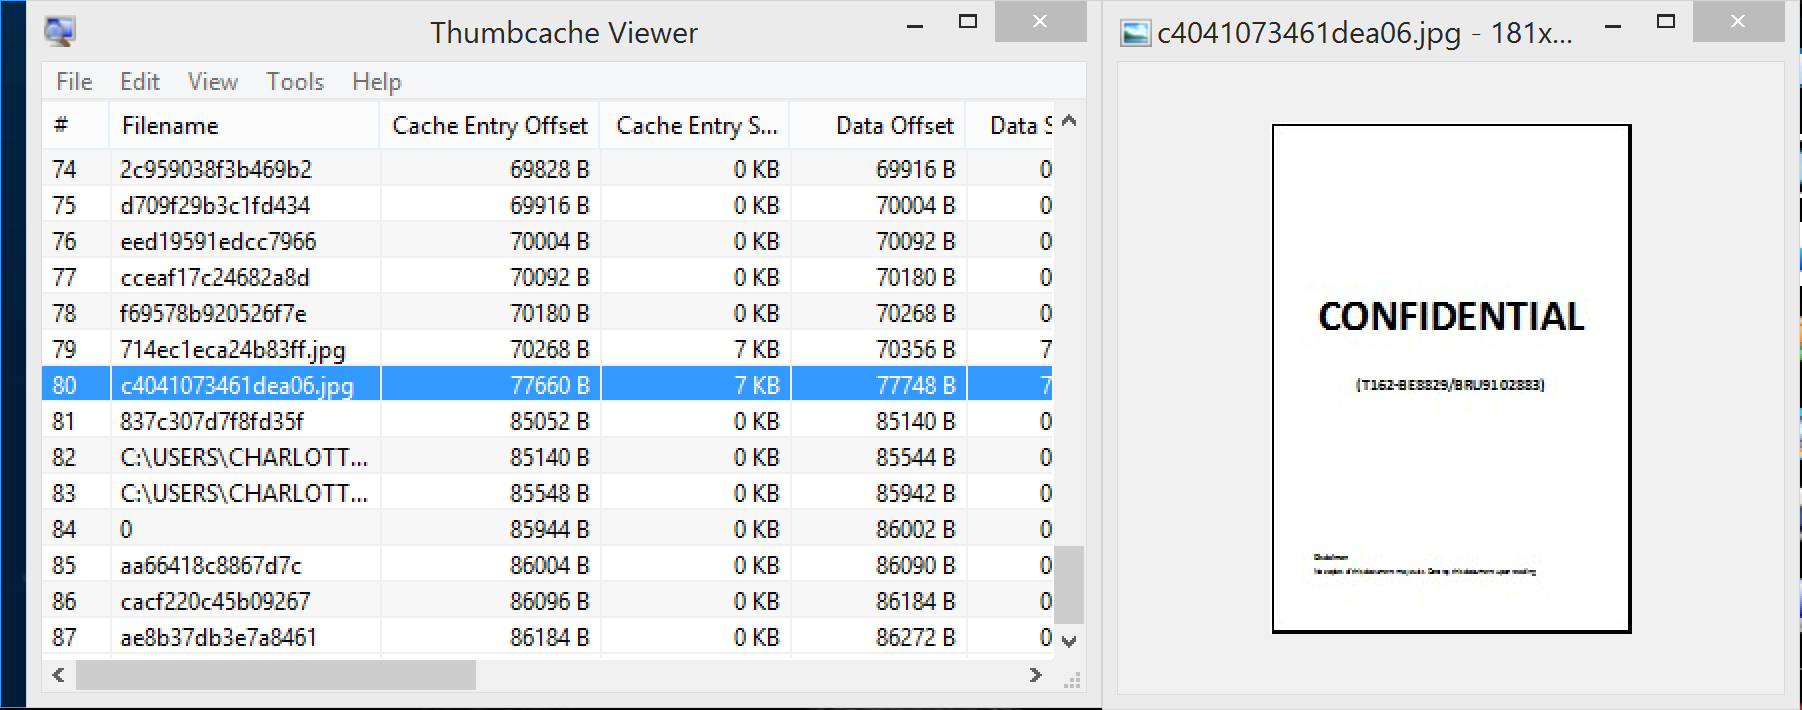 Thumbcache Viewer
File Edit View Tools Help
# Filename Cache Entry Offset Cache Entry S... Data Offset Data S
74 2c959038f3b469b2 69828 B 0 KB 69916 B 0
75 d709f29b3c1fd434 69916 B 0 KB 70004 B 0
76 eed19591edcc7966 70004 B 0 KB 70092 B 0
77 cceaf17c24682a8d 70092 B 0 KB 70180 B 0
78 f69578b920526f7e 70180 B 0 KB 70268 B 0
79 714ec1eca24b83ff.jpg 70268 B 7 KB 70356 B 7
80 c4041073461dea06.jpg 77660 B 7 KB 77748 B 7
81 837c307d7f8fd35f 85052 B 0 KB 85140 B 0
82 C:\USERS\CHARLOTT... 85140 B 0 KB 85544 B 0
83 C:\USERS\CHARLOTT... 85548 B 0 KB 85942 B 0
84 0 85944 B 0 KB 86002 B 0
85 aa66418c8867d7c 86004 B 0 KB 86090 B 0
86 cacf220c45b09267 86096 B 0 KB 86184 B 0
87 ae8b37db3e7a8461 86184 B 0 KB 86272 B 0
c4041073461dea06.jpg - 181x...
CONFIDENTIAL
(T162-BE8829/BRU9102883)